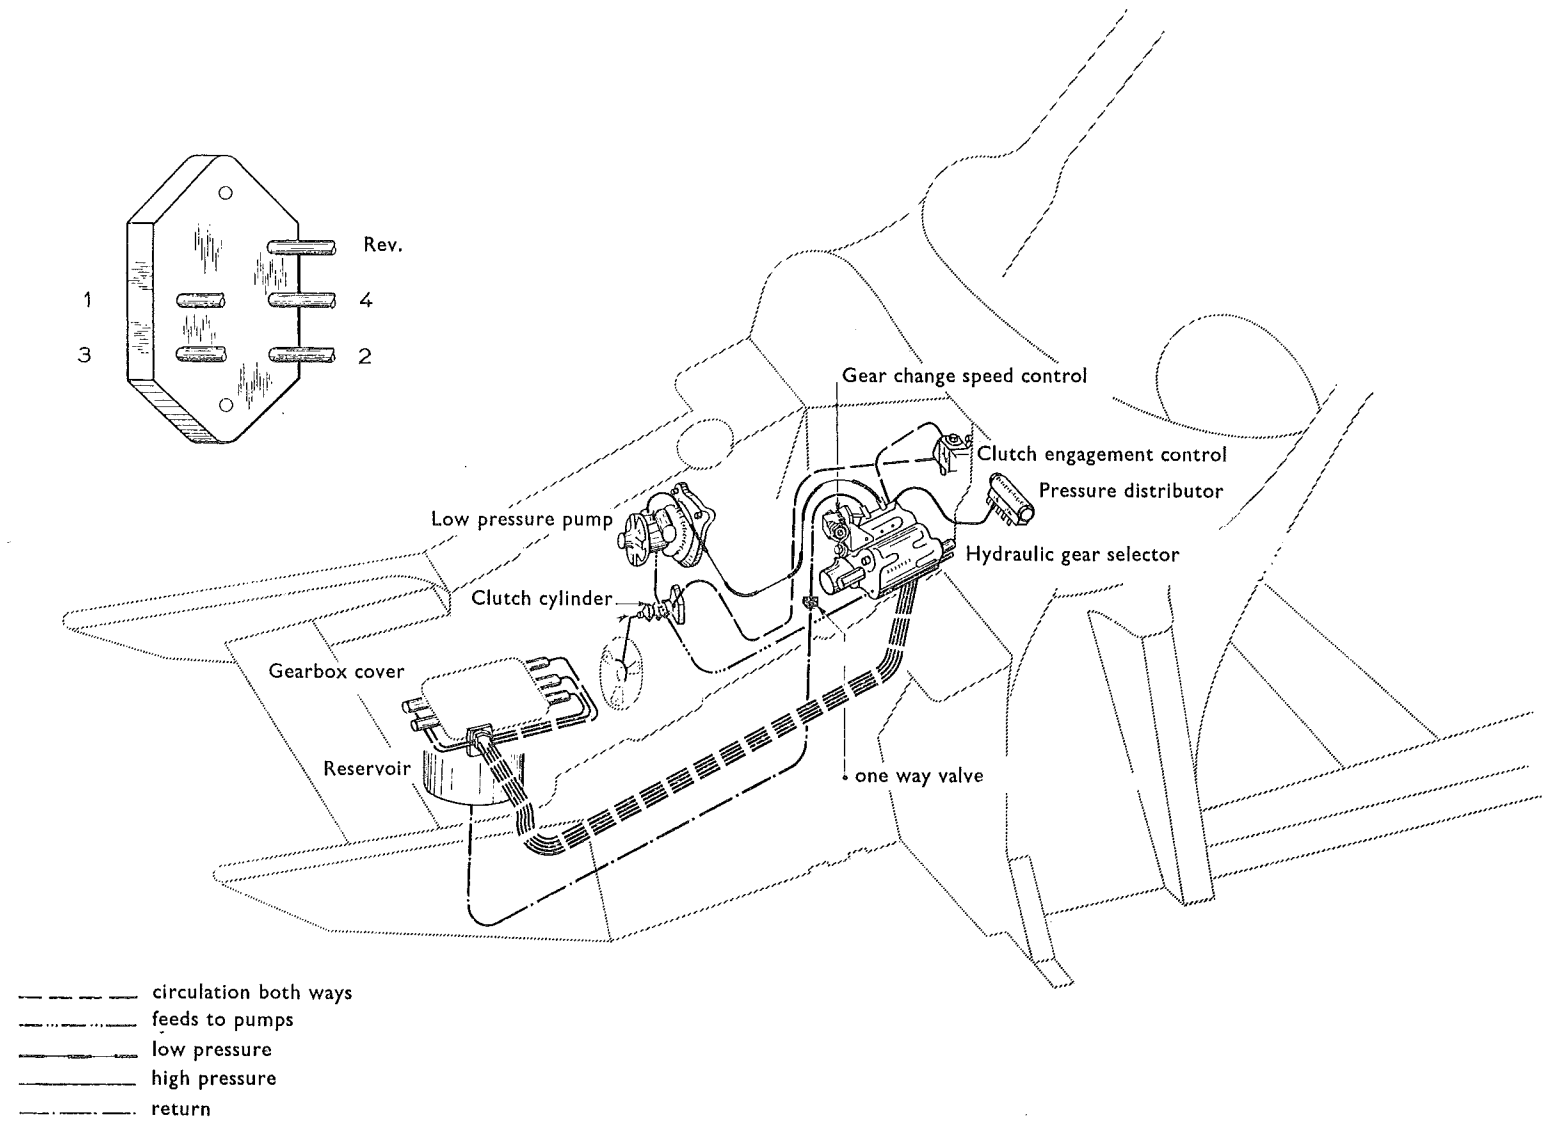 Rev.
1
4
3
2
Gear change speed control
Clutch engagement control
Pressure distributor
Low pressure pump
Hydraulic gear selector
Clutch cylinder
Gearbox cover
Reservoir
one way valve
circulation both ways
feeds to pumps
low pressure
high pressure
return